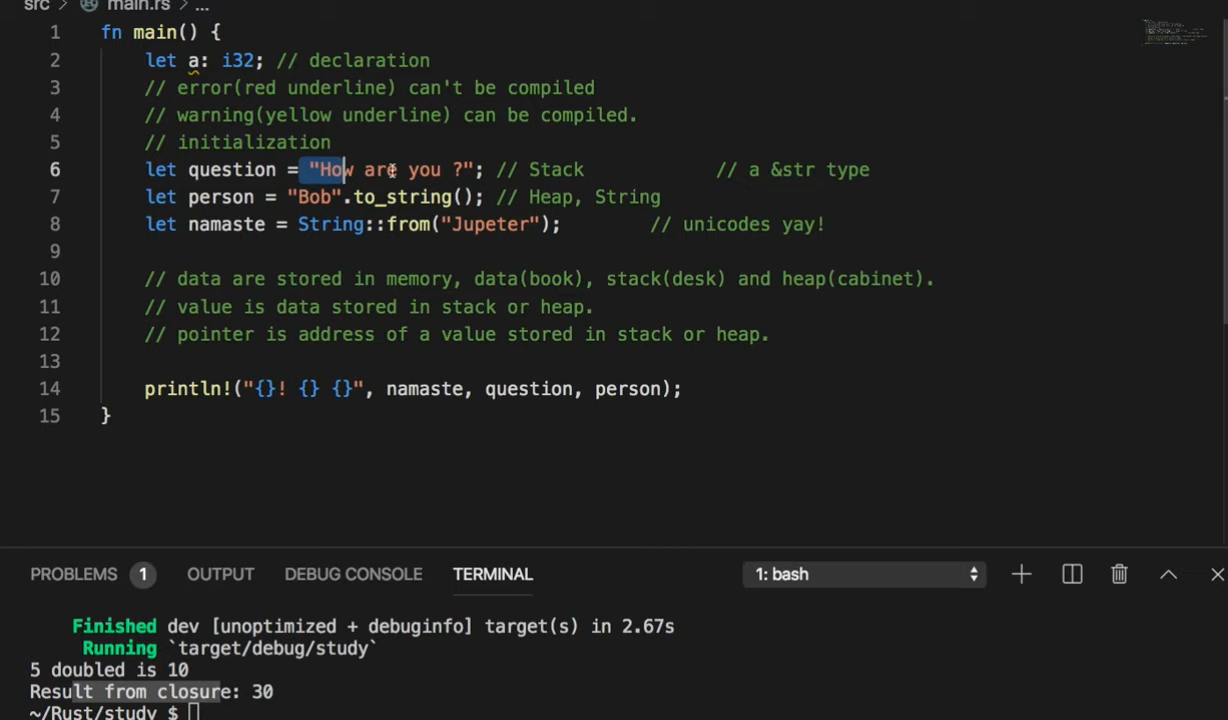 src > main.rs > ...
1 fn main() {
2 let a: i32; // declaration
3 // error(red underline) can't be compiled
4 // warning(yellow underline) can be compiled.
5 // initialization
6 let question = "How are you ?"; // Stack // a &str type
7 let person = "Bob".to_string(); // Heap, String
8 let namaste = String::from("Jupeter"); // unicodes yay!
9
10 // data are stored in memory, data(book), stack(desk) and heap(cabinet).
11 // value is data stored in stack or heap.
12 // pointer is address of a value stored in stack or heap.
13
14 println!("{}! {} {}", namaste, question, person);
15 }
PROBLEMS 1 OUTPUT DEBUG CONSOLE TERMINAL 1: bash
Finished dev [unoptimized + debuginfo] target(s) in 2.67s
Running `target/debug/study`
5 doubled is 10
Result from closure: 30
~/Rust/study $